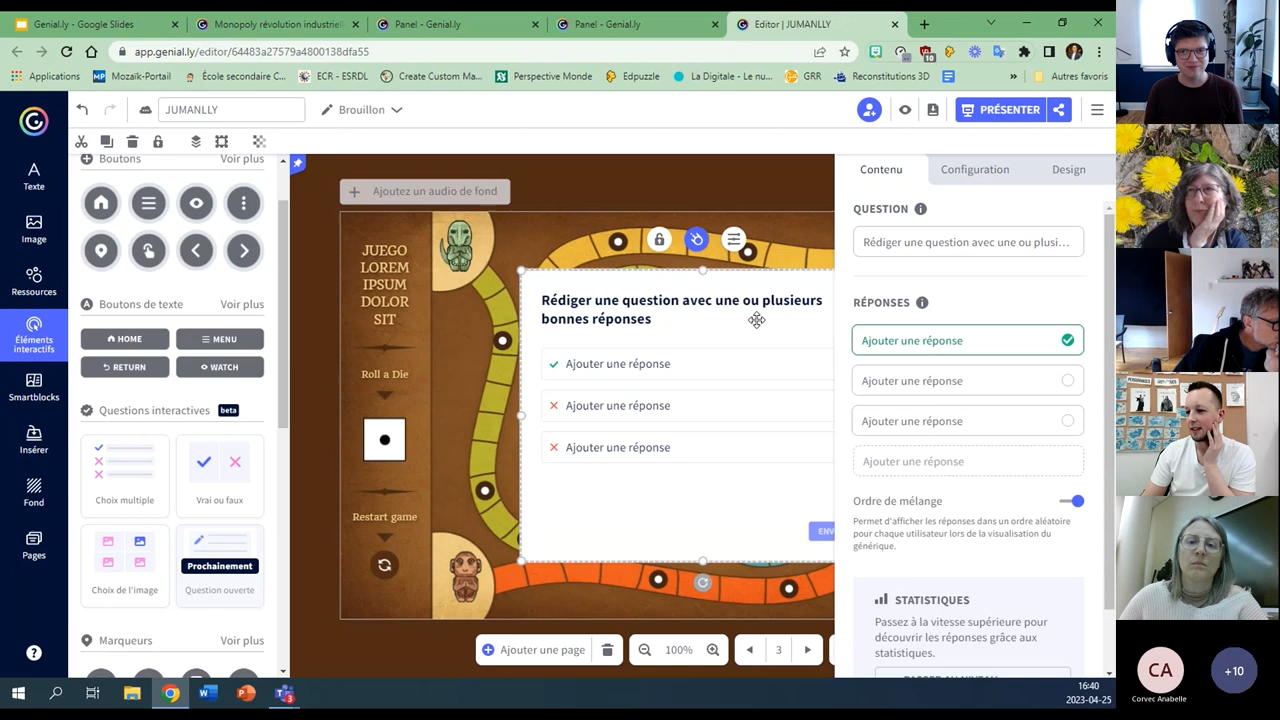 Genial.ly - Google Slides
Monopoly révolution industriel
Panel - Genial.ly
Panel - Genial.ly
Editor | JUMANLLY
app.genial.ly/editor/64483a27579a4800138dfa55
10
Applications
MP Mozaïk-Portail
École secondaire C...
ECR - ESRDL
Create Custom Ma...
Perspective Monde
Edpuzzle
La Digitale - Le nu...
GRR
Reconstitutions 3D
»
Autres favoris
JUMANLLY
Brouillon
PRÉSENTER
Texte
Image
Ressources
Éléments
interactifs
Smartblocks
Insérer
Fond
Pages
Boutons
Voir plus
Boutons de texte
Voir plus
HOME
MENU
RETURN
WATCH
Questions interactives
beta
Choix multiple
Vrai ou faux
Prochainement
Choix de l'image
Question ouverte
Marqueurs
Voir plus
Ajoutez un audio de fond
JUEGO
LOREM
IPSUM
DOLOR
SIT
Roll a Die
Restart game
Rédiger une question avec une ou plusieurs
bonnes réponses
Ajouter une réponse
Ajouter une réponse
Ajouter une réponse
ENV
Ajouter une page
100%
3
Contenu
Configuration
Design
QUESTION
Rédiger une question avec une ou plusi...
RÉPONSES
Ajouter une réponse
Ajouter une réponse
Ajouter une réponse
Ajouter une réponse
Ordre de mélange
Permet d'afficher les réponses dans un ordre aléatoire
pour chaque utilisateur lors de la visualisation du
générique.
STATISTIQUES
Passez à la vitesse supérieure pour
découvrir les réponses grâce aux
statistiques.
16:40
2023-04-25
CA
Corvec Anabelle
+10